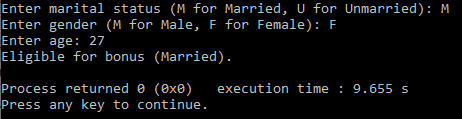 Enter marital status (M for Married, U for Unmarried): M
Enter gender (M for Male, F for Female): F
Enter age: 27
Eligible for bonus (Married).
Process returned 0 (0x0)   execution time : 9.655 s
Press any key to continue.